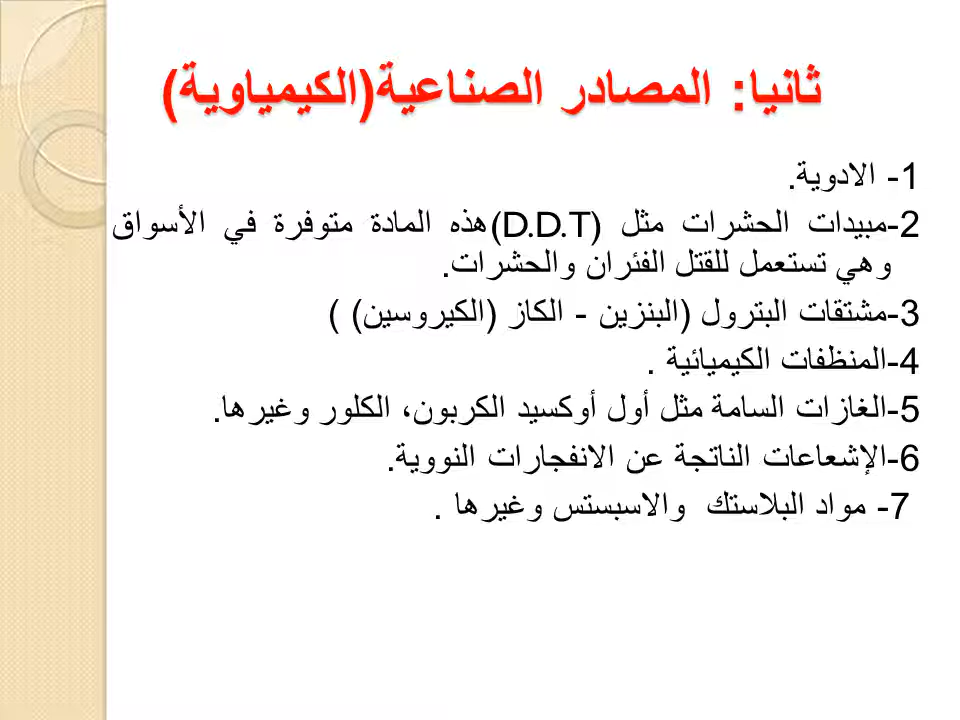 ثانيا: المصادر الصناعية(الكيمياوية)
1- الادوية.
2-مبيدات الحشرات مثل (D.D.T)هذه المادة متوفرة في الأسواق
وهي تستعمل للقتل الفئران والحشرات.
3-مشتقات البترول (البنزين - الكاز (الكيروسين) )
4-المنظفات الكيميائية .
5-الغازات السامة مثل أول أوكسيد الكربون، الكلور وغيرها.
6-الإشعاعات الناتجة عن الانفجارات النووية.
7- مواد البلاستك والاسبستس وغيرها .